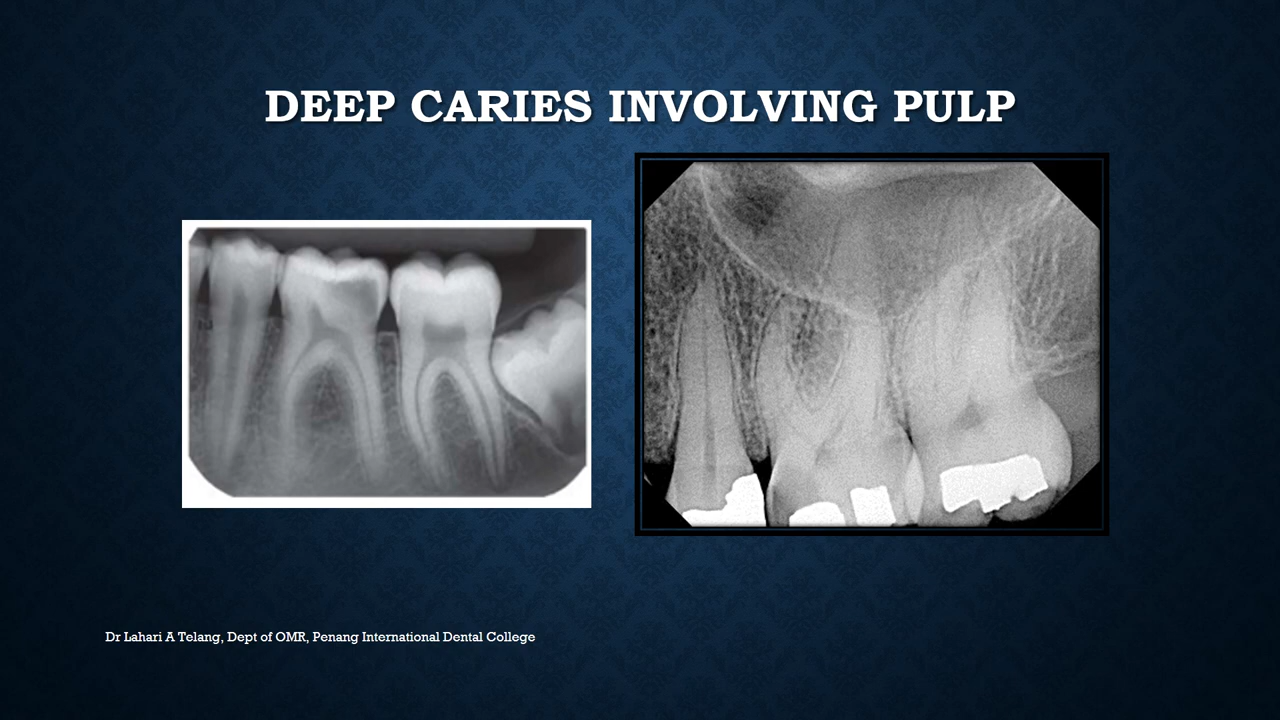 DEEP CARIES INVOLVING PULP
Dr Lahari A Telang, Dept of OMR, Penang International Dental College